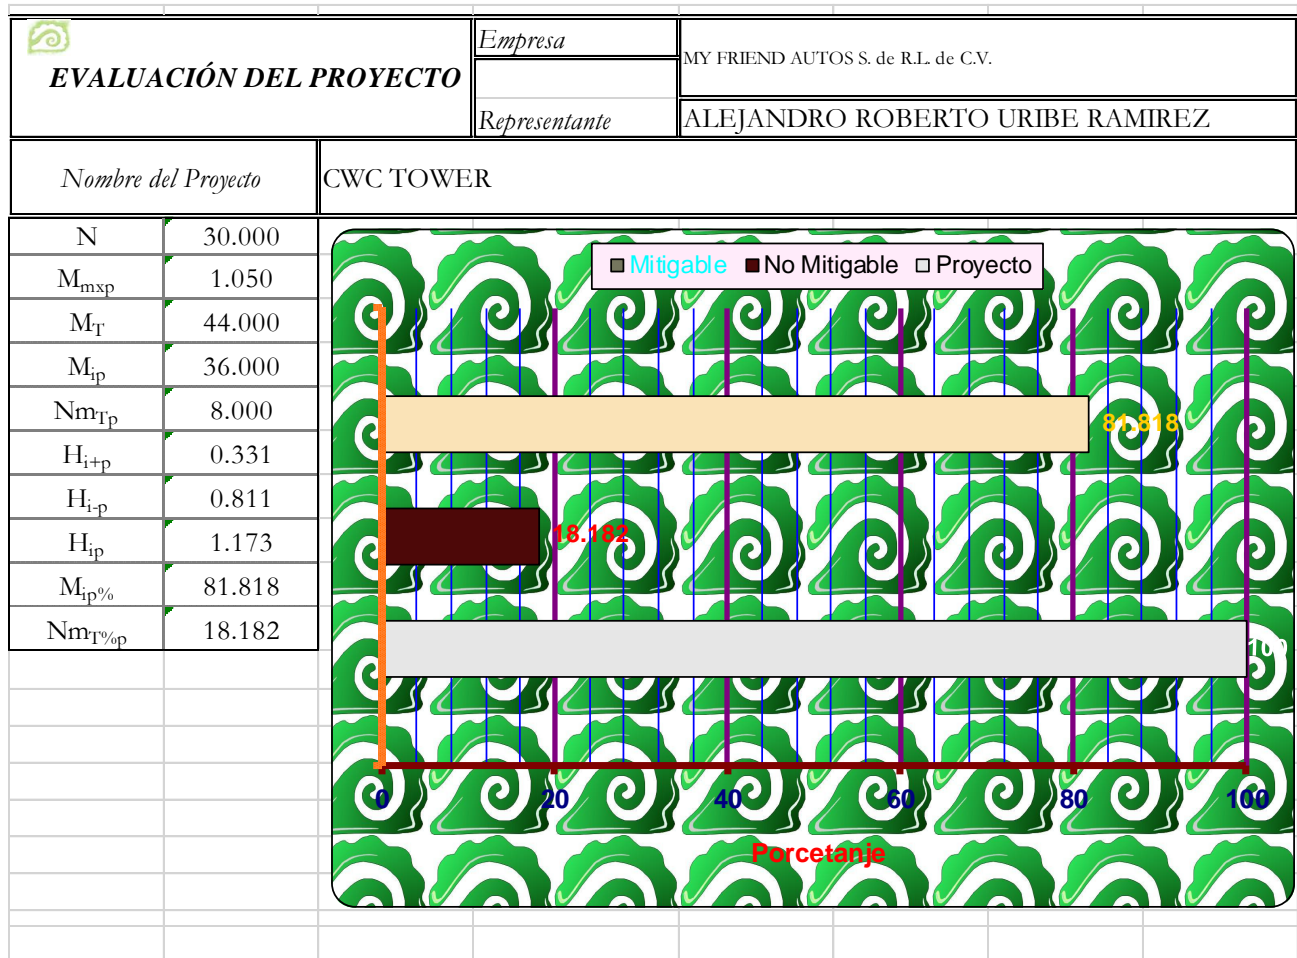 EVALUACIÓN DEL PROYECTO
Empresa
MY FRIEND AUTOS S. de R.L. de C.V.
Representante
ALEJANDRO ROBERTO URIBE RAMIREZ
Nombre del Proyecto
CWC TOWER
N 30.000
Mmxp 1.050
MT 44.000
Mip 36.000
NmTp 8.000
Hi+p 0.331
Hi-p 0.811
Hip 1.173
Mip% 81.818
NmT%p 18.182
Mitigable No Mitigable Proyecto
81.818
18.182
100
0 20 40 60 80 100
Porcetanje